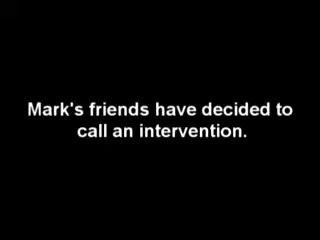 Mark's friends have decided to
call an intervention.